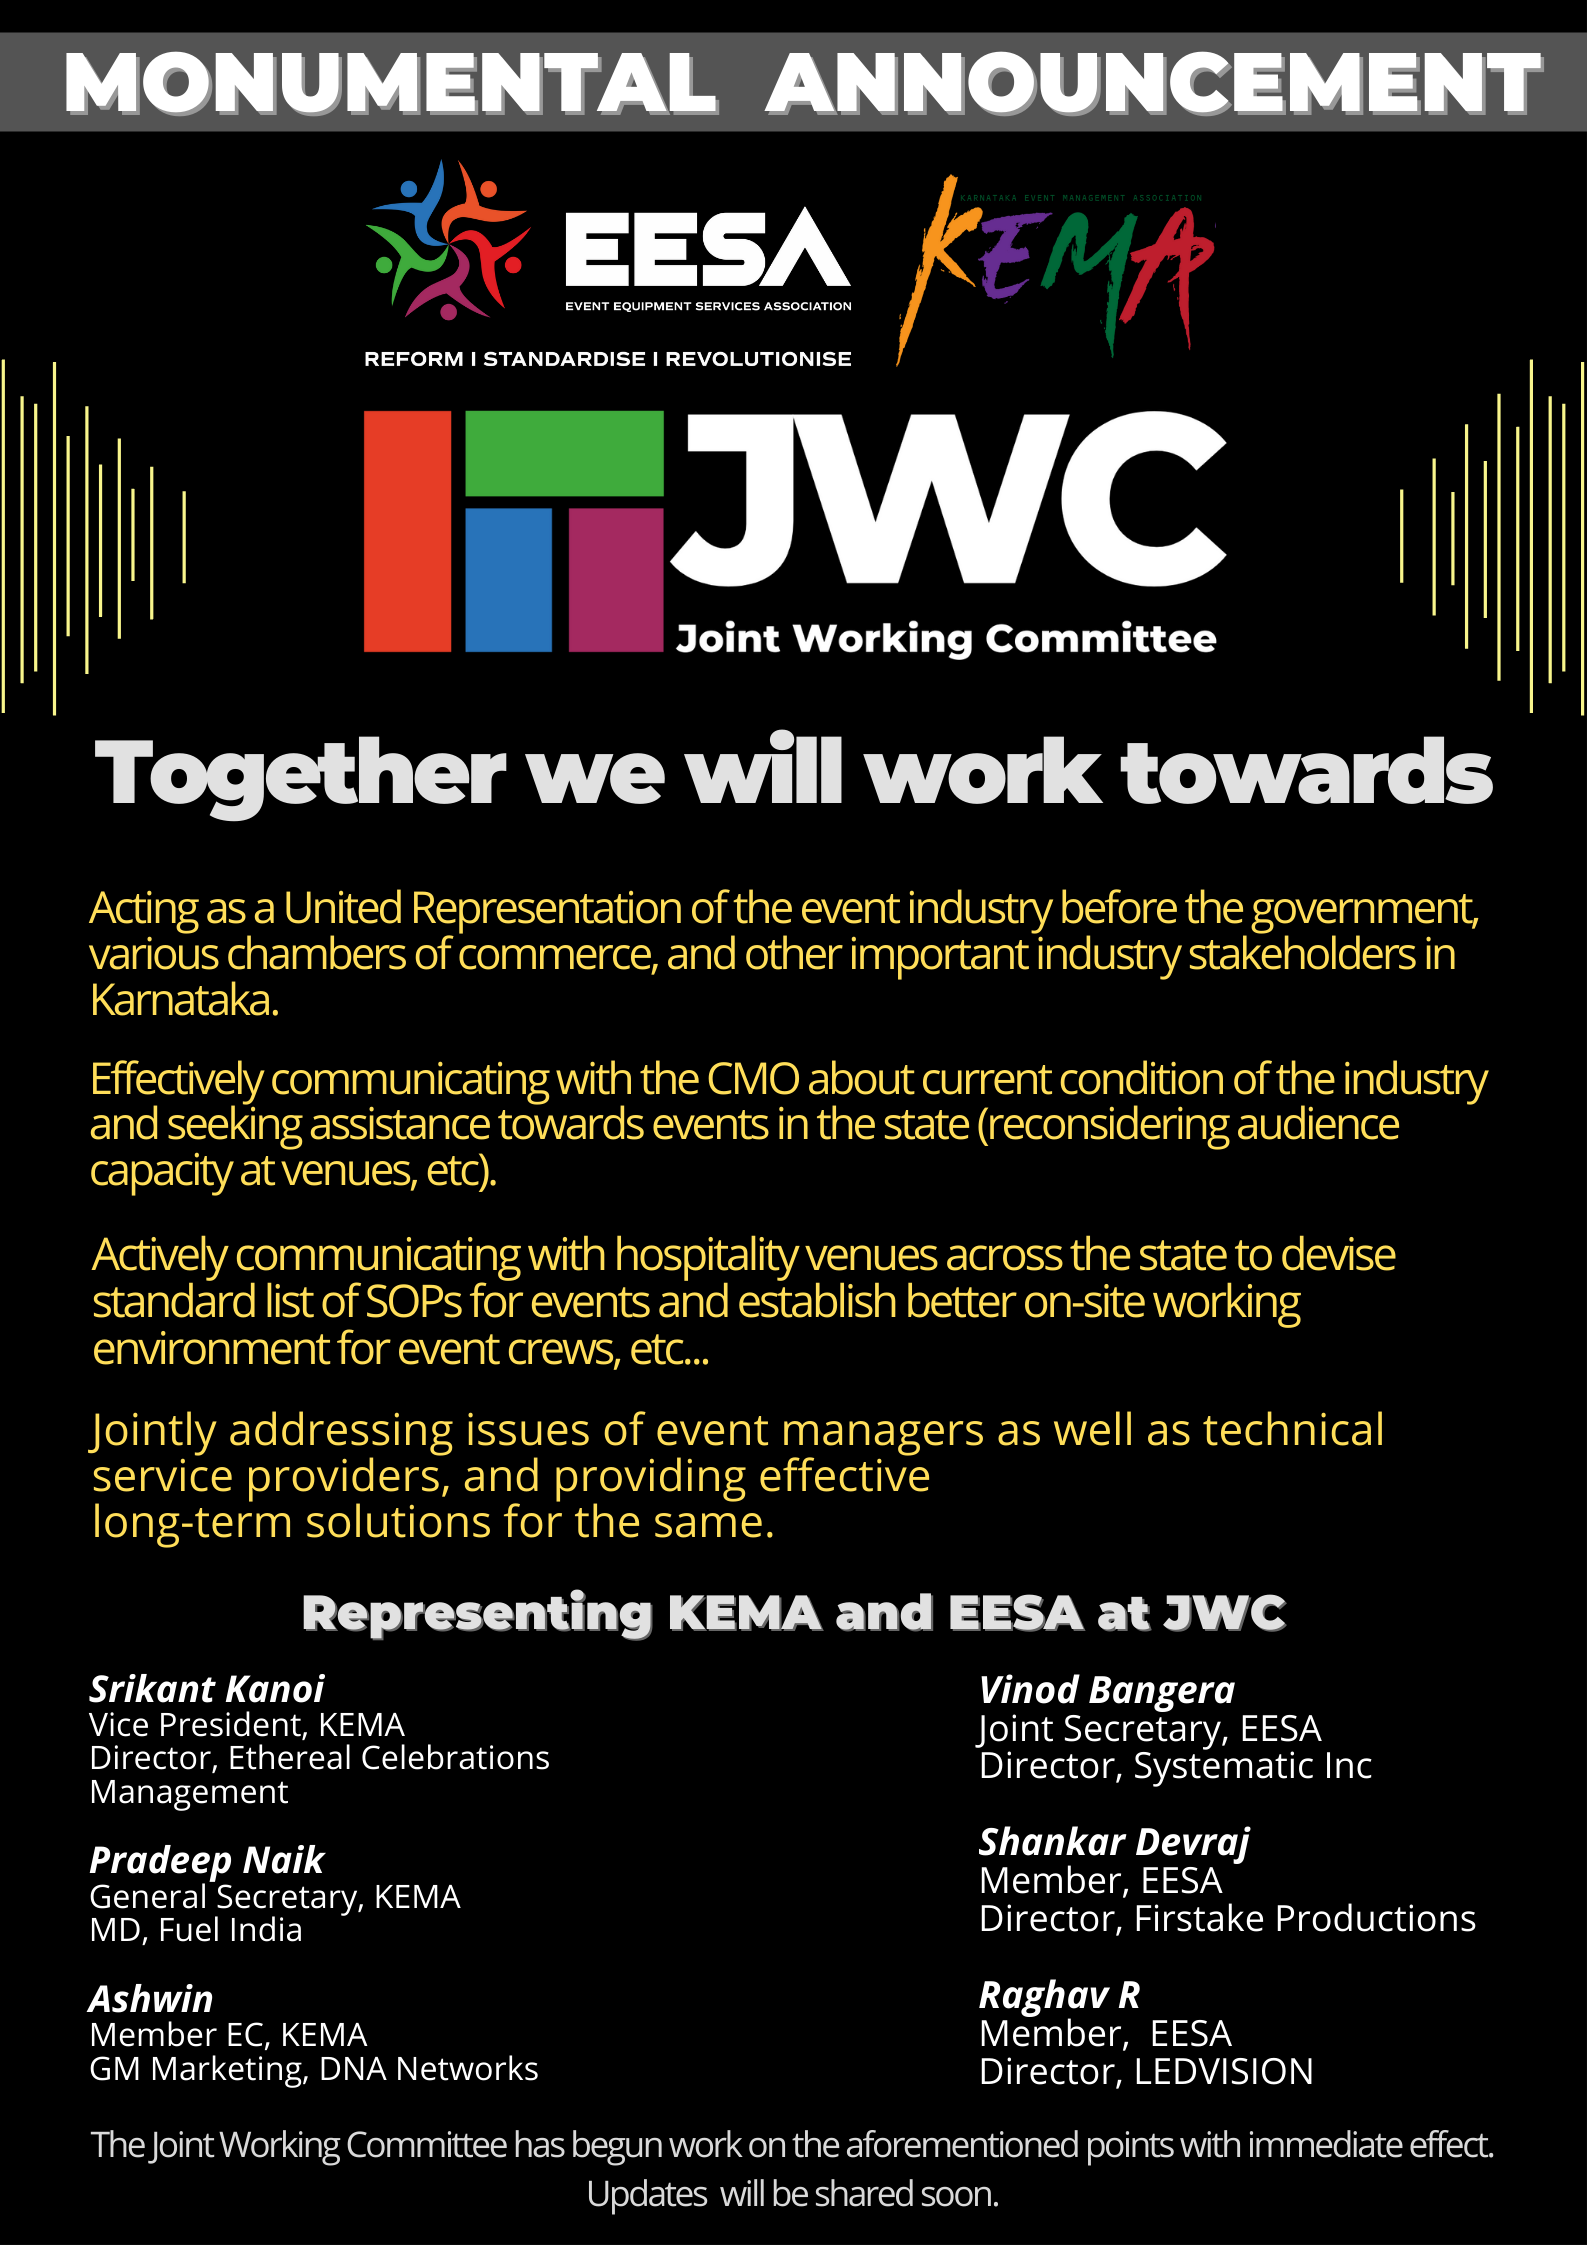 MONUMENTAL ANNOUNCEMENT
EESA
EVENT EQUIPMENT SERVICES ASSOCIATION
REFORM I STANDARDISE I REVOLUTIONISE
KARNATAKA EVENT MANAGEMENT ASSOCIATION
KEMA
JWC
Joint Working Committee
Together we will work towards
Acting as a United Representation of the event industry before the government,
various chambers of commerce, and other important industry stakeholders in
Karnataka.
Effectively communicating with the CMO about current condition of the industry
and seeking assistance towards events in the state (reconsidering audience
capacity at venues, etc).
Actively communicating with hospitality venues across the state to devise
standard list of SOPs for events and establish better on-site working
environment for event crews, etc...
Jointly addressing issues of event managers as well as technical
service providers, and providing effective
long-term solutions for the same.
Representing KEMA and EESA at JWC
Srikant Kanoi
Vice President, KEMA
Director, Ethereal Celebrations
Management
Pradeep Naik
General Secretary, KEMA
MD, Fuel India
Ashwin
Member EC, KEMA
GM Marketing, DNA Networks
Vinod Bangera
Joint Secretary, EESA
Director, Systematic Inc
Shankar Devraj
Member, EESA
Director, Firstake Productions
Raghav R
Member, EESA
Director, LEDVISION
The Joint Working Committee has begun work on the aforementioned points with immediate effect.
Updates will be shared soon.